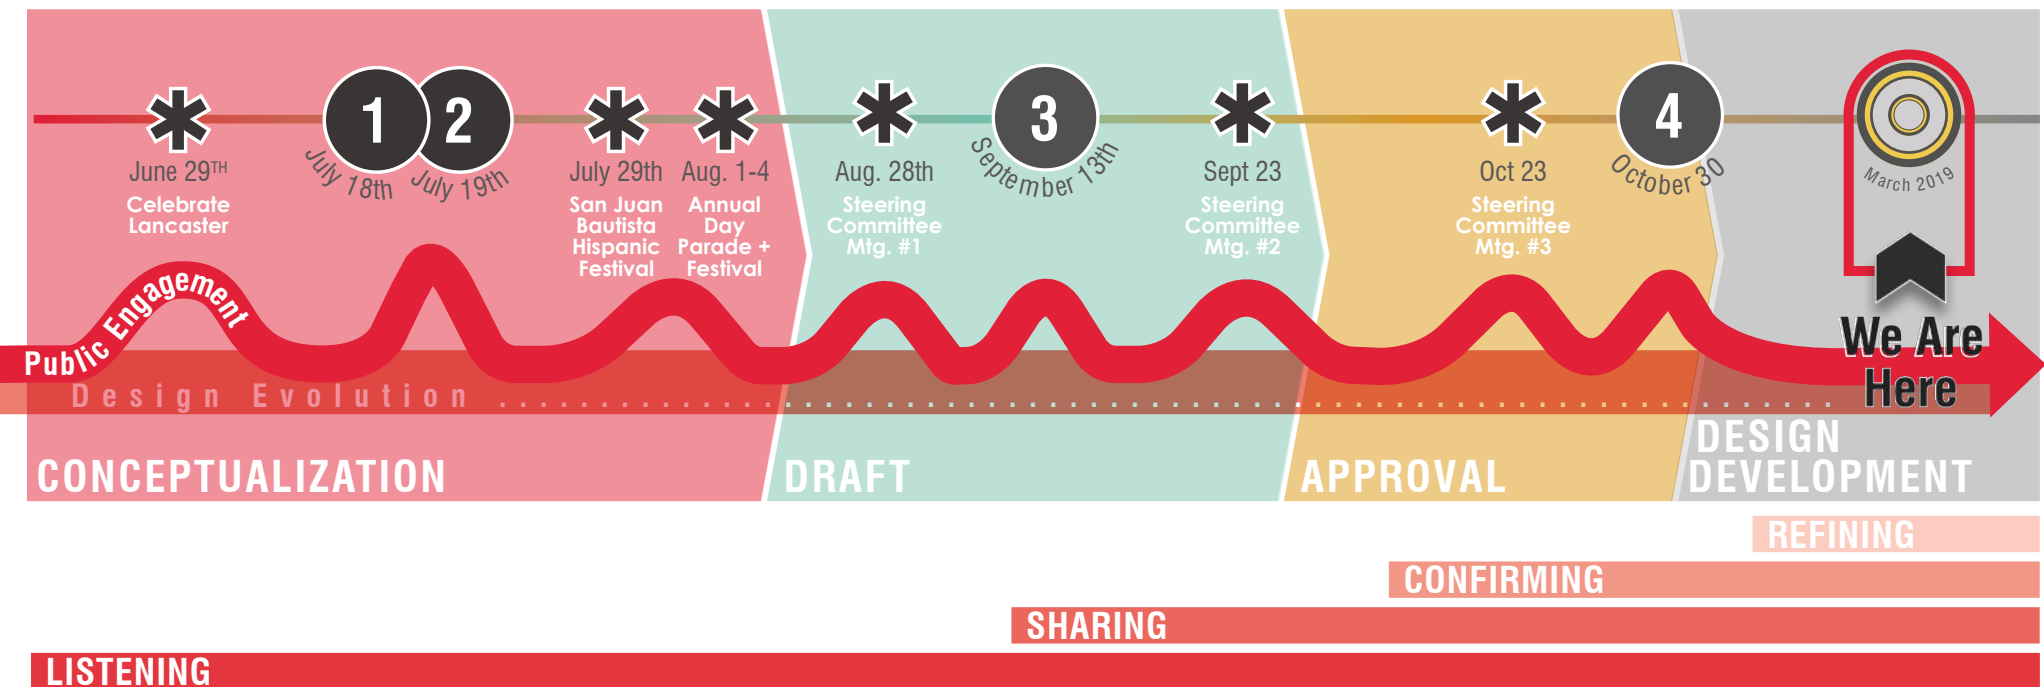 1
2
3
4
June 29TH
Celebrate
Lancaster
July 18th
July 19th
July 29th
San Juan
Bautista
Hispanic
Festival
Aug. 1-4
Annual
Day
Parade +
Festival
Aug. 28th
Steering
Committee
Mtg. #1
September 13th
Sept 23
Steering
Committee
Mtg. #2
Oct 23
Steering
Committee
Mtg. #3
October 30
March 2019
Public Engagement
We Are
Here
Design Evolution
CONCEPTUALIZATION
DRAFT
APPROVAL
DESIGN
DEVELOPMENT
REFINING
CONFIRMING
SHARING
LISTENING